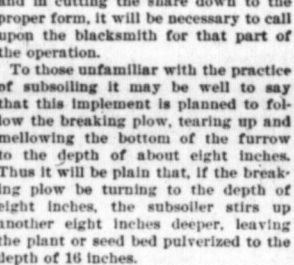 and in cutting the share down to the
proper form, it will be necessary to call
upon the blacksmith for that part of
the operation.
To those unfamiliar with the practice
of subsoiling it may be well to say
that this implement is planned to fol-
low the breaking plow, tearing up and
mellowing the bottom of the furrow
to the depth of about eight inches.
Thus it will be plain that, if the break-
ing plow be turning to the depth of
eight inches, the subsoiler stirs up
another eight inches deeper, leaving
the plant or seed bed pulverized to the
depth of 16 inches.